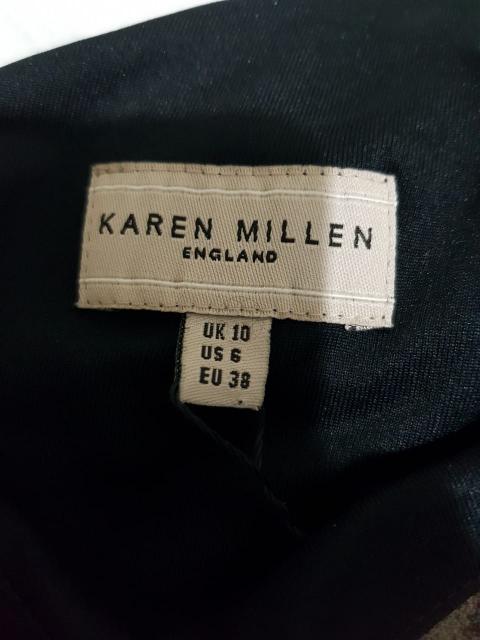 KAREN MILLEN
ENGLAND
UK 10
US 6
EU 38